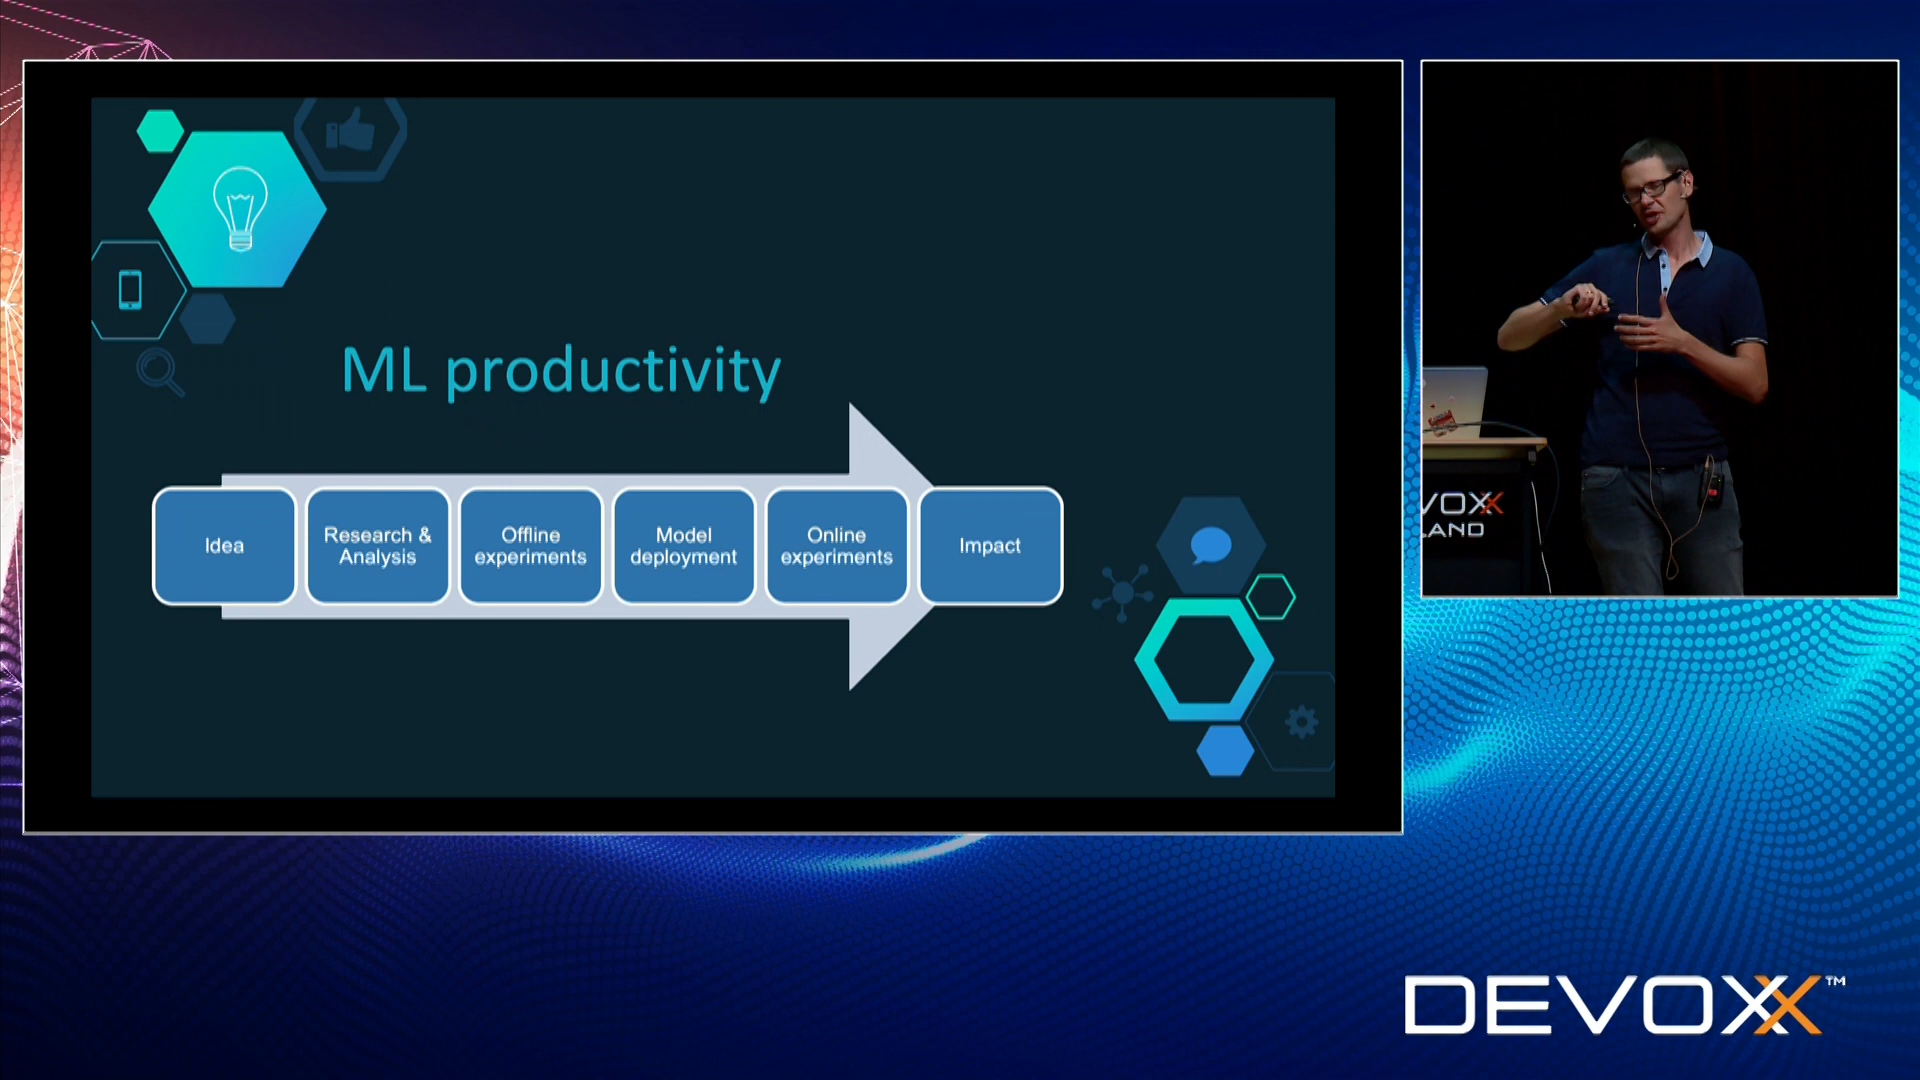 ML productivity
Idea
Research &
Analysis
Offline
experiments
Model
deployment
Online
experiments
Impact
VOXX
LAND
DEVOXX™